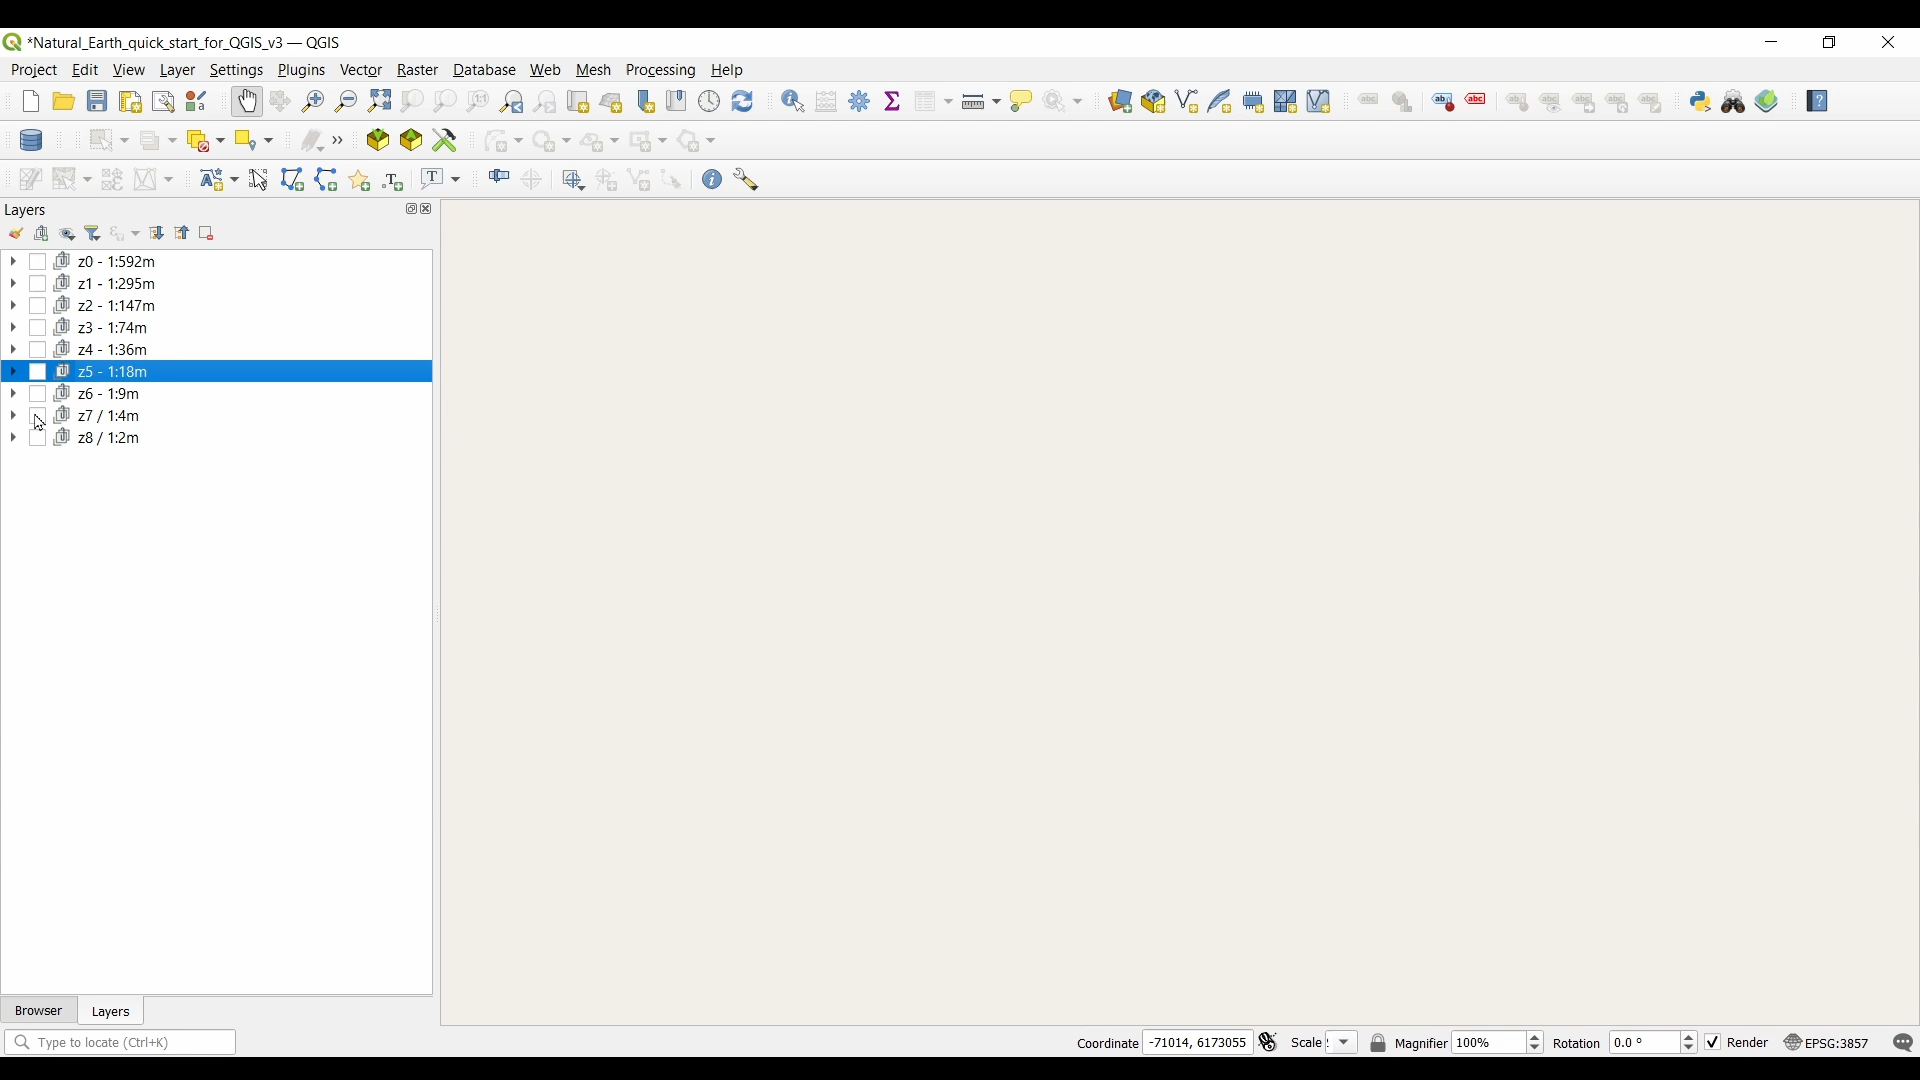 *Natural_Earth_quick_start_for_QGIS_v3 — QGIS
Project Edit View Layer Settings Plugins Vector Raster Database Web Mesh Processing Help
Layers
z0 - 1:592m
z1 - 1:295m
z2 - 1:147m
z3 - 1:74m
z4 - 1:36m
z5 - 1:18m
z6 - 1:9m
z7 / 1:4m
z8 / 1:2m
Browser Layers
Type to locate (Ctrl+K) Coordinate -71014, 6173055 Scale Magnifier 100% Rotation 0.0 ° Render EPSG:3857